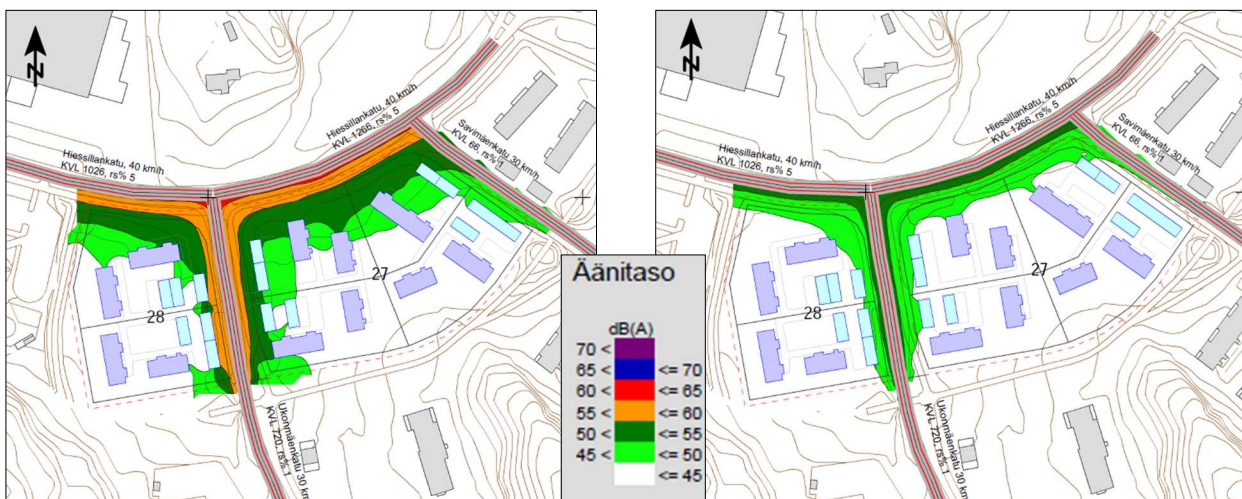 N
Hiessillankatu, 40 km/h
KVL 1266, rs% 5
Savimäenkatu 30 km/h
KVL 66, rs% 1
Hiessillankatu, 40 km/h
KVL 1026, rs% 5
27
28
Ukonmäenkatu 30 km
KVL 720, rs% 1
Äänitaso
dB(A)
70 <
65 < <= 70
60 < <= 65
55 < <= 60
50 < <= 55
45 < <= 50
<= 45
N
Hiessillankatu, 40 km/h
KVL 1266, rs% 5
Savimäenkatu 30 km/h
KVL 66, rs% 1
Hiessillankatu, 40 km/h
KVL 1026, rs% 5
27
28
Ukonmäenkatu 30 km
KVL 720, rs% 1